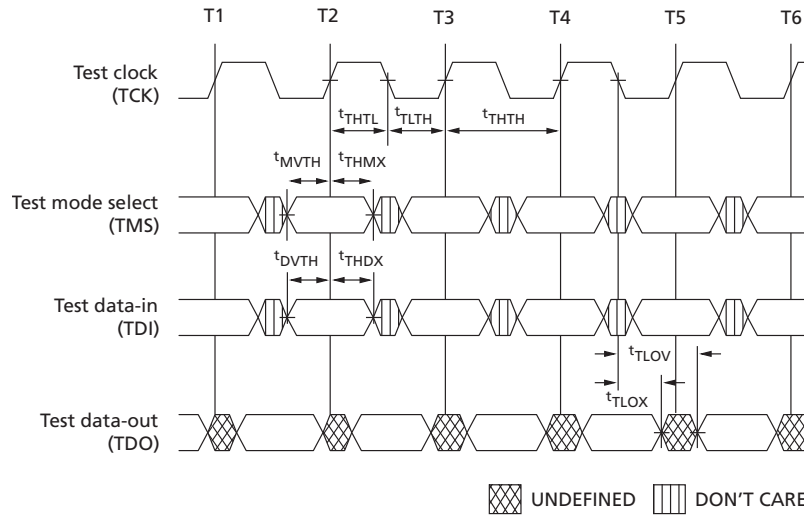 T1 T2 T3 T4 T5 T6
Test clock
(TCK)
tTHTL tTLTH tTHTH
tMVTH tTHMX
Test mode select
(TMS)
tDVTH tTHDX
Test data-in
(TDI)
tTLOV
tTLOX
Test data-out
(TDO)
UNDEFINED DON'T CARE